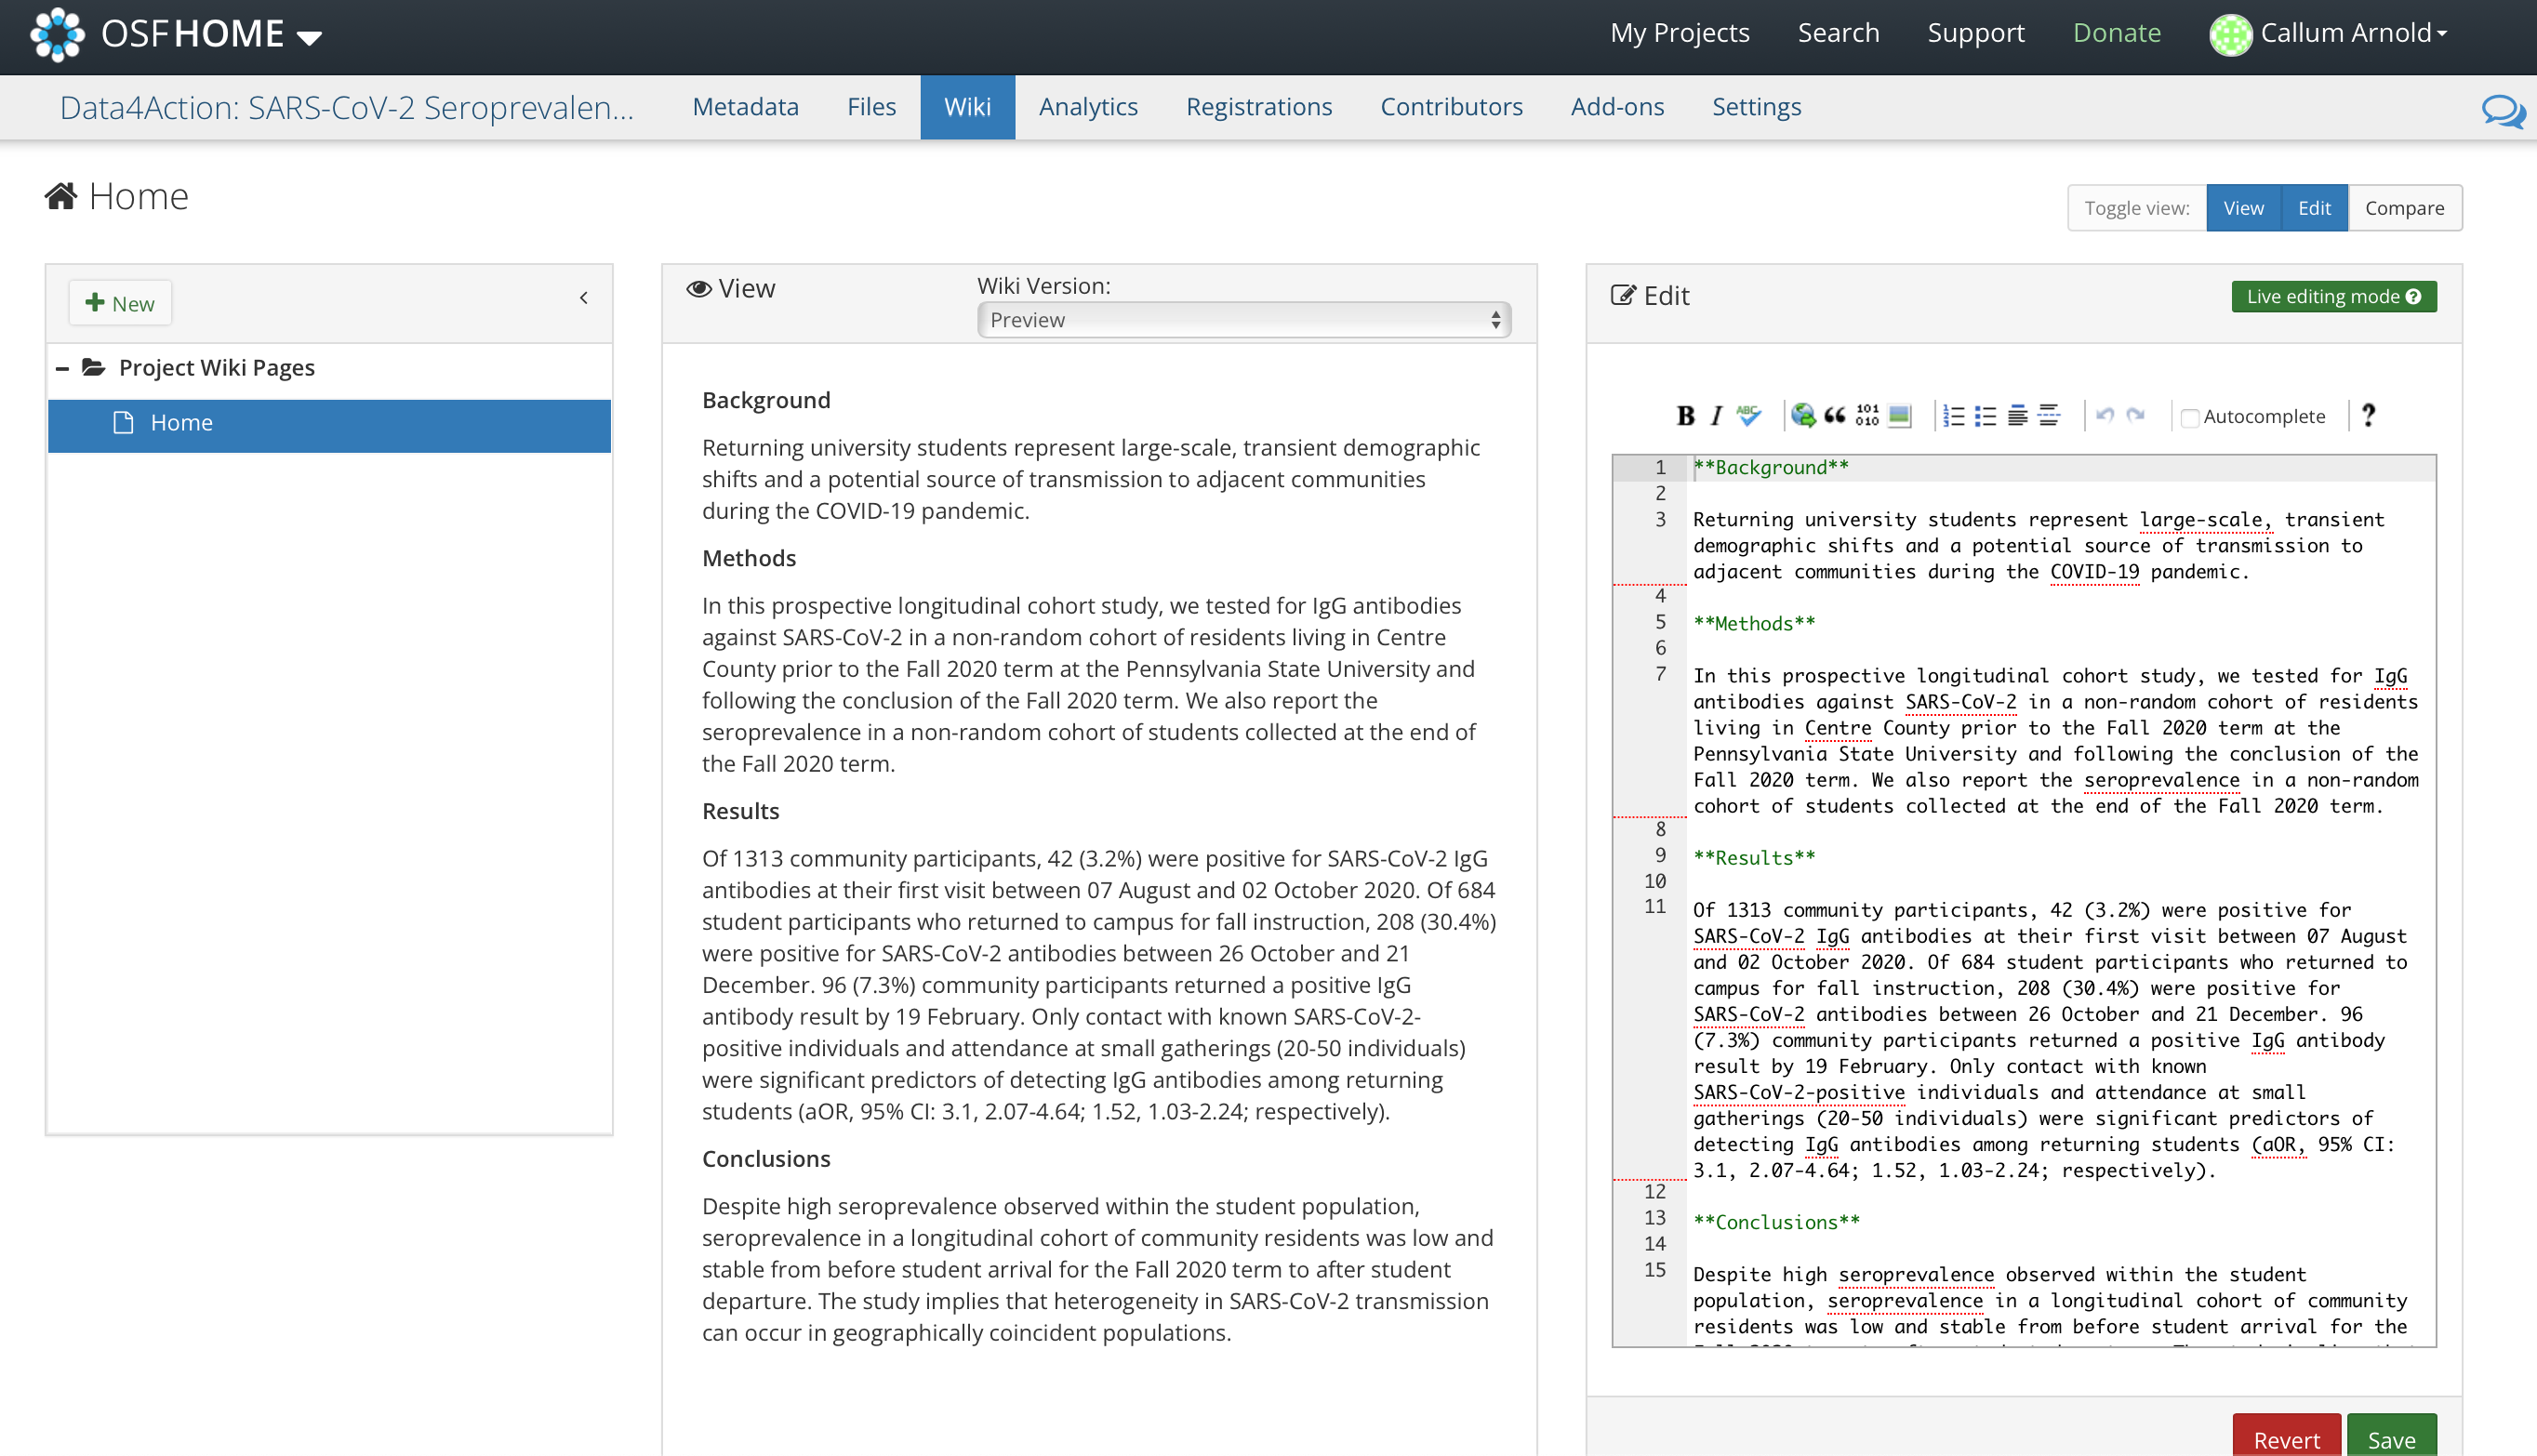 OSFHOME
My Projects Search Support Donate Callum Arnold
Data4Action: SARS-CoV-2 Seroprevalen...
Metadata Files Wiki Analytics Registrations Contributors Add-ons Settings
Home
Toggle view: View Edit Compare
New
Project Wiki Pages
Home
View
Wiki Version:
Preview
Background
Returning university students represent large-scale, transient demographic
shifts and a potential source of transmission to adjacent communities
during the COVID-19 pandemic.
Methods
In this prospective longitudinal cohort study, we tested for IgG antibodies
against SARS-CoV-2 in a non-random cohort of residents living in Centre
County prior to the Fall 2020 term at the Pennsylvania State University and
following the conclusion of the Fall 2020 term. We also report the
seroprevalence in a non-random cohort of students collected at the end of
the Fall 2020 term.
Results
Of 1313 community participants, 42 (3.2%) were positive for SARS-CoV-2 IgG
antibodies at their first visit between 07 August and 02 October 2020. Of 684
student participants who returned to campus for fall instruction, 208 (30.4%)
were positive for SARS-CoV-2 antibodies between 26 October and 21
December. 96 (7.3%) community participants returned a positive IgG
antibody result by 19 February. Only contact with known SARS-CoV-2-
positive individuals and attendance at small gatherings (20-50 individuals)
were significant predictors of detecting IgG antibodies among returning
students (aOR, 95% CI: 3.1, 2.07-4.64; 1.52, 1.03-2.24; respectively).
Conclusions
Despite high seroprevalence observed within the student population,
seroprevalence in a longitudinal cohort of community residents was low and
stable from before student arrival for the Fall 2020 term to after student
departure. The study implies that heterogeneity in SARS-CoV-2 transmission
can occur in geographically coincident populations.
Edit
Live editing mode ?
B I ABC 101 010 Autocomplete ?
1 **Background**
2
3 Returning university students represent large-scale, transient
demographic shifts and a potential source of transmission to
adjacent communities during the COVID-19 pandemic.
4
5 **Methods**
6
7 In this prospective longitudinal cohort study, we tested for IgG
antibodies against SARS-CoV-2 in a non-random cohort of residents
living in Centre County prior to the Fall 2020 term at the
Pennsylvania State University and following the conclusion of the
Fall 2020 term. We also report the seroprevalence in a non-random
cohort of students collected at the end of the Fall 2020 term.
8
9 **Results**
10
11 Of 1313 community participants, 42 (3.2%) were positive for
SARS-CoV-2 IgG antibodies at their first visit between 07 August
and 02 October 2020. Of 684 student participants who returned to
campus for fall instruction, 208 (30.4%) were positive for
SARS-CoV-2 antibodies between 26 October and 21 December. 96
(7.3%) community participants returned a positive IgG antibody
result by 19 February. Only contact with known
SARS-CoV-2-positive individuals and attendance at small
gatherings (20-50 individuals) were significant predictors of
detecting IgG antibodies among returning students (aOR, 95% CI:
3.1, 2.07-4.64; 1.52, 1.03-2.24; respectively).
12
13 **Conclusions**
14
15 Despite high seroprevalence observed within the student
population, seroprevalence in a longitudinal cohort of community
residents was low and stable from before student arrival for the
Revert Save